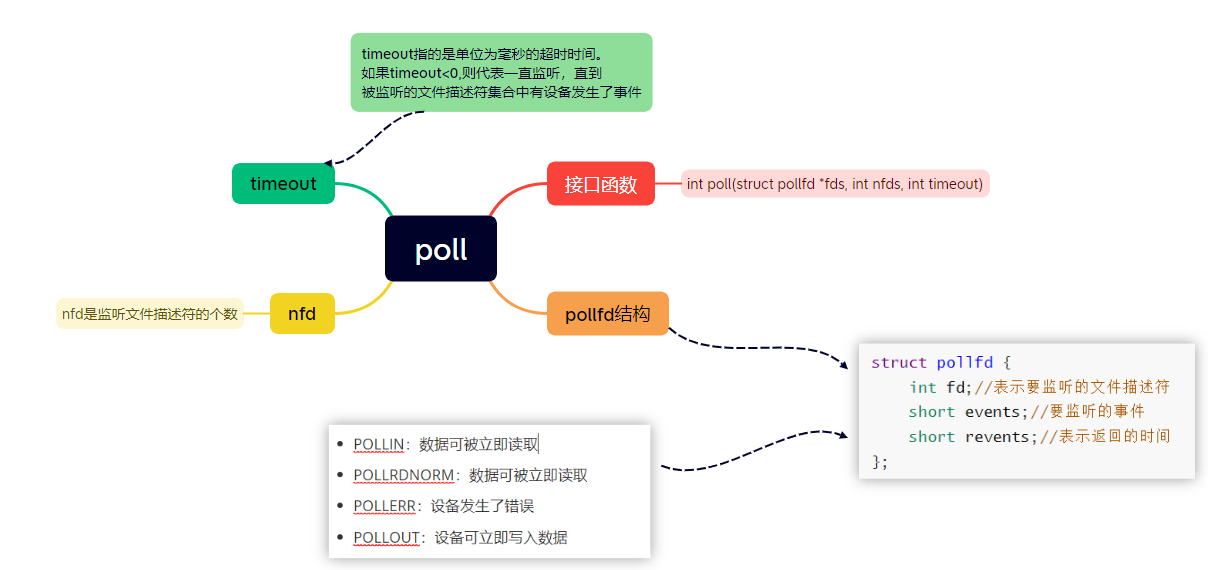 timeout指的是单位为毫秒的超时时间。
如果timeout<0,则代表一直监听，直到
被监听的文件描述符集合中有设备发生了事件
timeout
接口函数
int poll(struct pollfd *fds, int nfds, int timeout)
poll
nfd是监听文件描述符的个数
nfd
pollfd结构
struct pollfd {
    int fd;//表示要监听的文件描述符
    short events;//要监听的事件
    short revents;//表示返回的时间
};
• POLLIN：数据可被立即读取
• POLLRDNORM：数据可被立即读取
• POLLERR：设备发生了错误
• POLLOUT：设备可立即写入数据